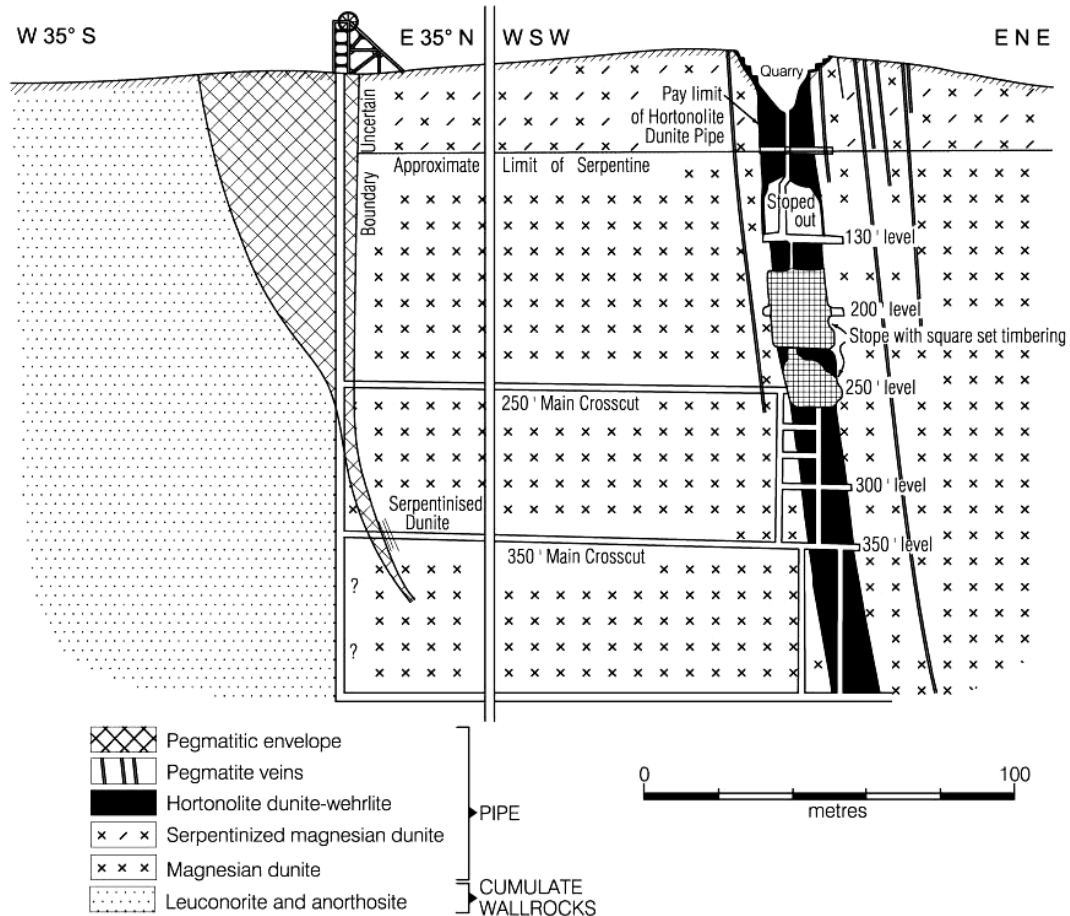 W 35° S
E 35° N
W S W
E N E
Quarry
Pay limit
of Hortonolite
Dunite Pipe
Uncertain
Boundary
Approximate Limit of Serpentine
Stoped
out
130 ' level
200 ' level
Stope with square set timbering
250 ' level
250 ' Main Crosscut
300 ' level
Serpentinised
Dunite
350 ' level
350 ' Main Crosscut
?
?
Pegmatitic envelope
Pegmatite veins
Hortonolite dunite-wehrlite
Serpentinized magnesian dunite
Magnesian dunite
Leuconorite and anorthosite
PIPE
CUMULATE
WALLROCKS
0 100
metres